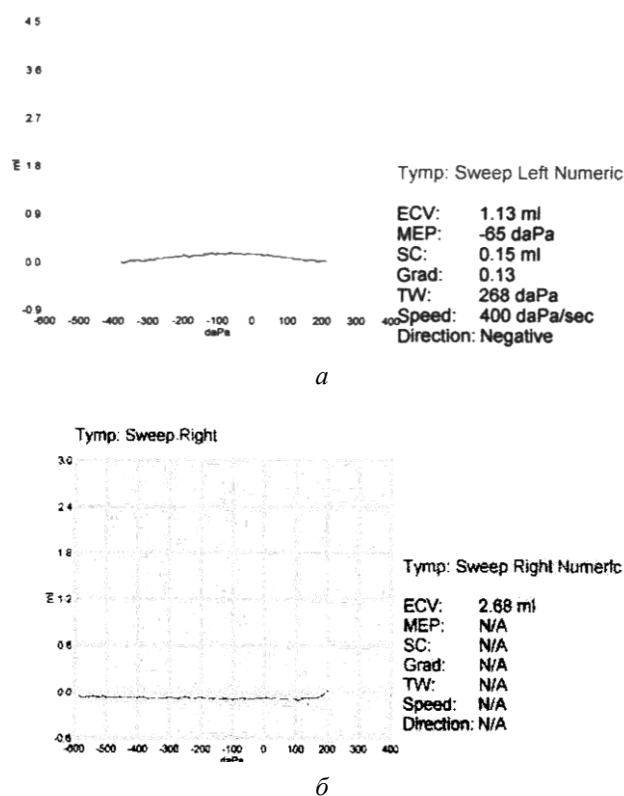 4 5
3 6
2 7
ml 1 8
0 9
0 0
-0.9
-600 -500 -400 -300 -200 -100 0 100 200 300 400
daPa
Tymp: Sweep Left Numeric
ECV: 1.13 ml
MEP: -65 daPa
SC: 0.15 ml
Grad: 0.13
TW: 268 daPa
Speed: 400 daPa/sec
Direction: Negative
а
Tymp: Sweep Right
3.0
2 4
1 8
ml 1 2
0 6
0 0
-0.6
-600 -500 -400 -300 -200 -100 0 100 200 300 400
daPa
Tymp: Sweep Right Numeric
ECV: 2.68 ml
MEP: N/A
SC: N/A
Grad: N/A
TW: N/A
Speed: N/A
Direction: N/A
б